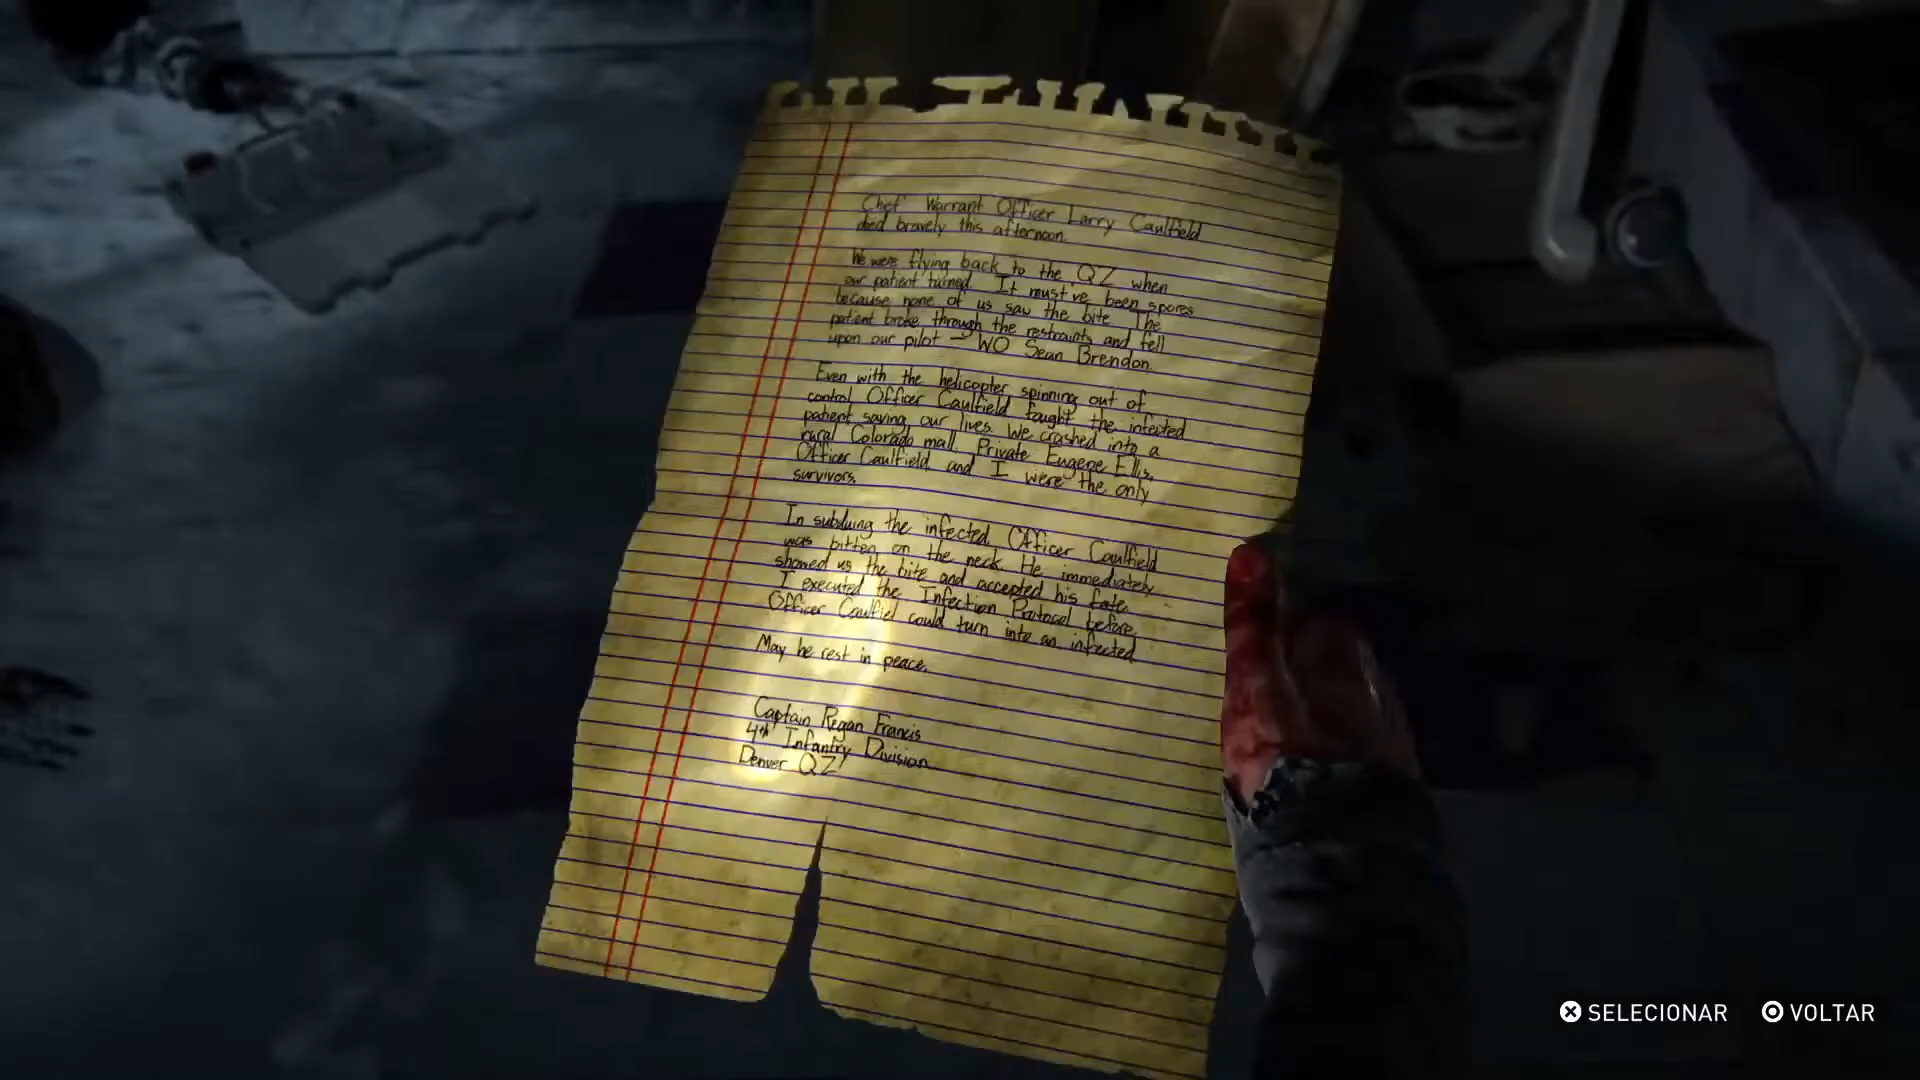 Chef Warrant Officer Larry Caulfield
died bravely this afternoon.
We were flying back to the QZ when
our patient turned. It must've been spores
because none of us saw the bite. The
patient broke through the restraints and fell
upon our pilot - WO Sean Brendon.
Even with the helicopter spinning out of
control Officer Caulfield fought the infected
patient saving our lives. We crashed into a
rural Colorado mall. Private Eugene Ellis,
Officer Caulfield, and I were the only
survivors.
In subduing the infected, Officer Caulfield
was bitten on the neck. He immediately
showed us the bite and accepted his fate.
I executed the Infection Protocol before
Officer Caulfiel could turn into an infected.
May he rest in peace.
Captain Regan Francis
4th Infantry Division
Denver QZ
SELECIONAR
VOLTAR